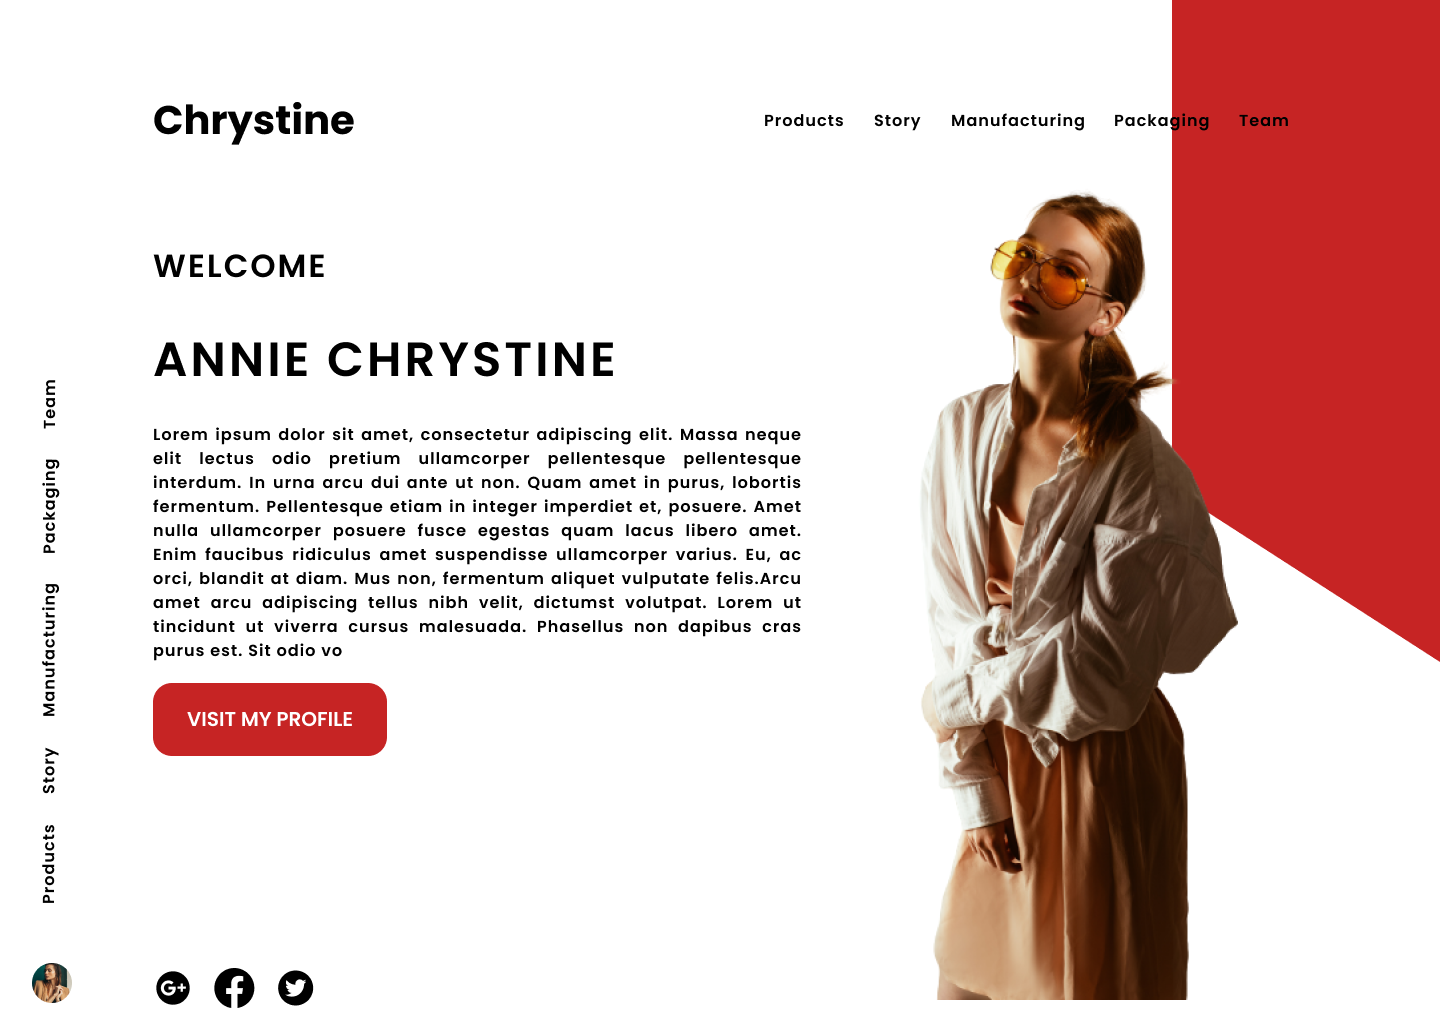 Chrystine
Products Story Manufacturing Packaging Team
WELCOME
ANNIE CHRYSTINE
Lorem ipsum dolor sit amet, consectetur adipiscing elit. Massa neque
elit lectus odio pretium ullamcorper pellentesque pellentesque
interdum. In urna arcu dui ante ut non. Quam amet in purus, lobortis
fermentum. Pellentesque etiam in integer imperdiet et, posuere. Amet
nulla ullamcorper posuere fusce egestas quam lacus libero amet.
Enim faucibus ridiculus amet suspendisse ullamcorper varius. Eu, ac
orci, blandit at diam. Mus non, fermentum aliquet vulputate felis.Arcu
amet arcu adipiscing tellus nibh velit, dictumst volutpat. Lorem ut
tincidunt ut viverra cursus malesuada. Phasellus non dapibus cras
purus est. Sit odio vo
VISIT MY PROFILE
Products Story Manufacturing Packaging Team
G+